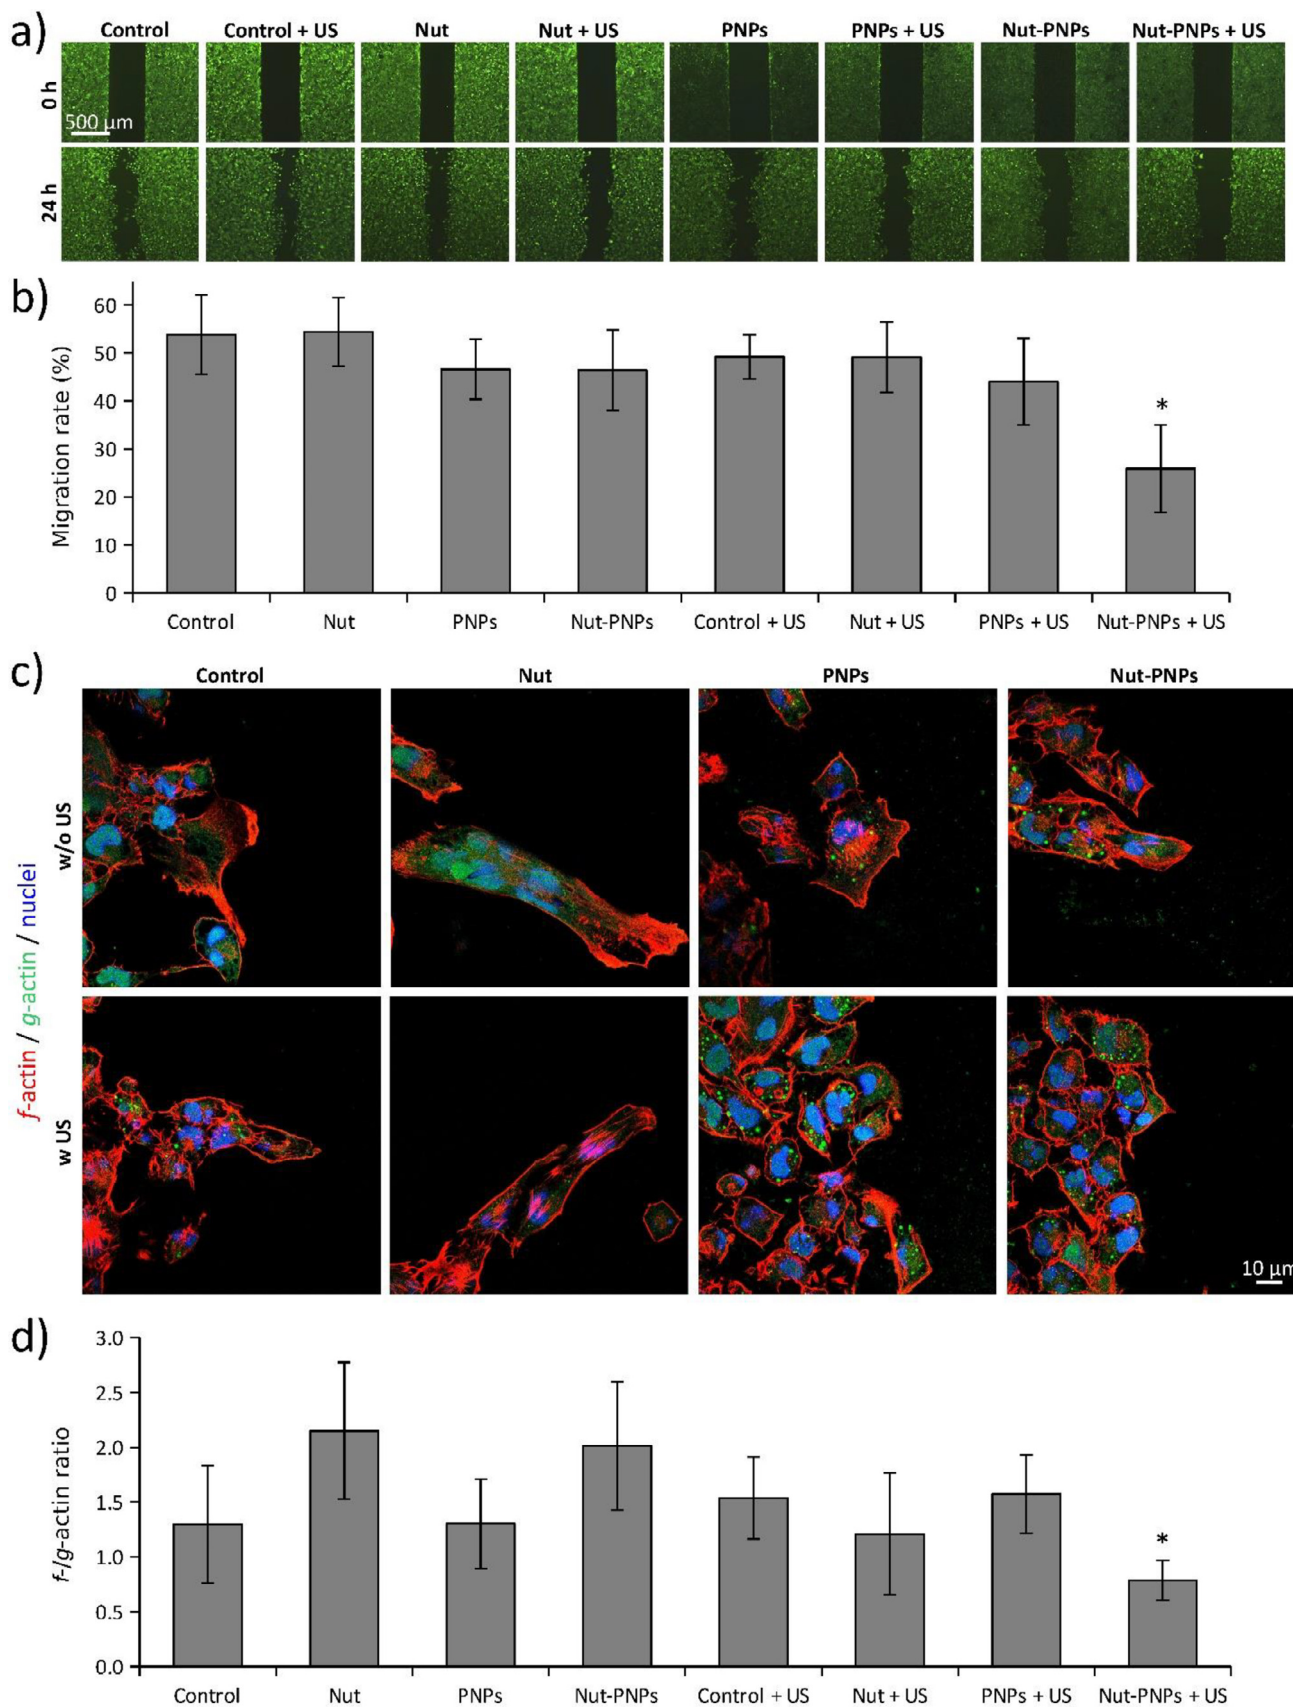 a)
Control Control + US Nut Nut + US PNPs PNPs + US Nut-PNPs Nut-PNPs + US
0 h
500 µm
24 h
b)
Migration rate (%)
60
50
40
30
20
10
0
Control Nut PNPs Nut-PNPs Control + US Nut + US PNPs + US Nut-PNPs + US
*
c)
Control Nut PNPs Nut-PNPs
f-actin / g-actin / nuclei
w/o US
w US
10 µm
d)
f-/g-actin ratio
3.0
2.5
2.0
1.5
1.0
0.5
0.0
*
Control Nut PNPs Nut-PNPs Control + US Nut + US PNPs + US Nut-PNPs + US